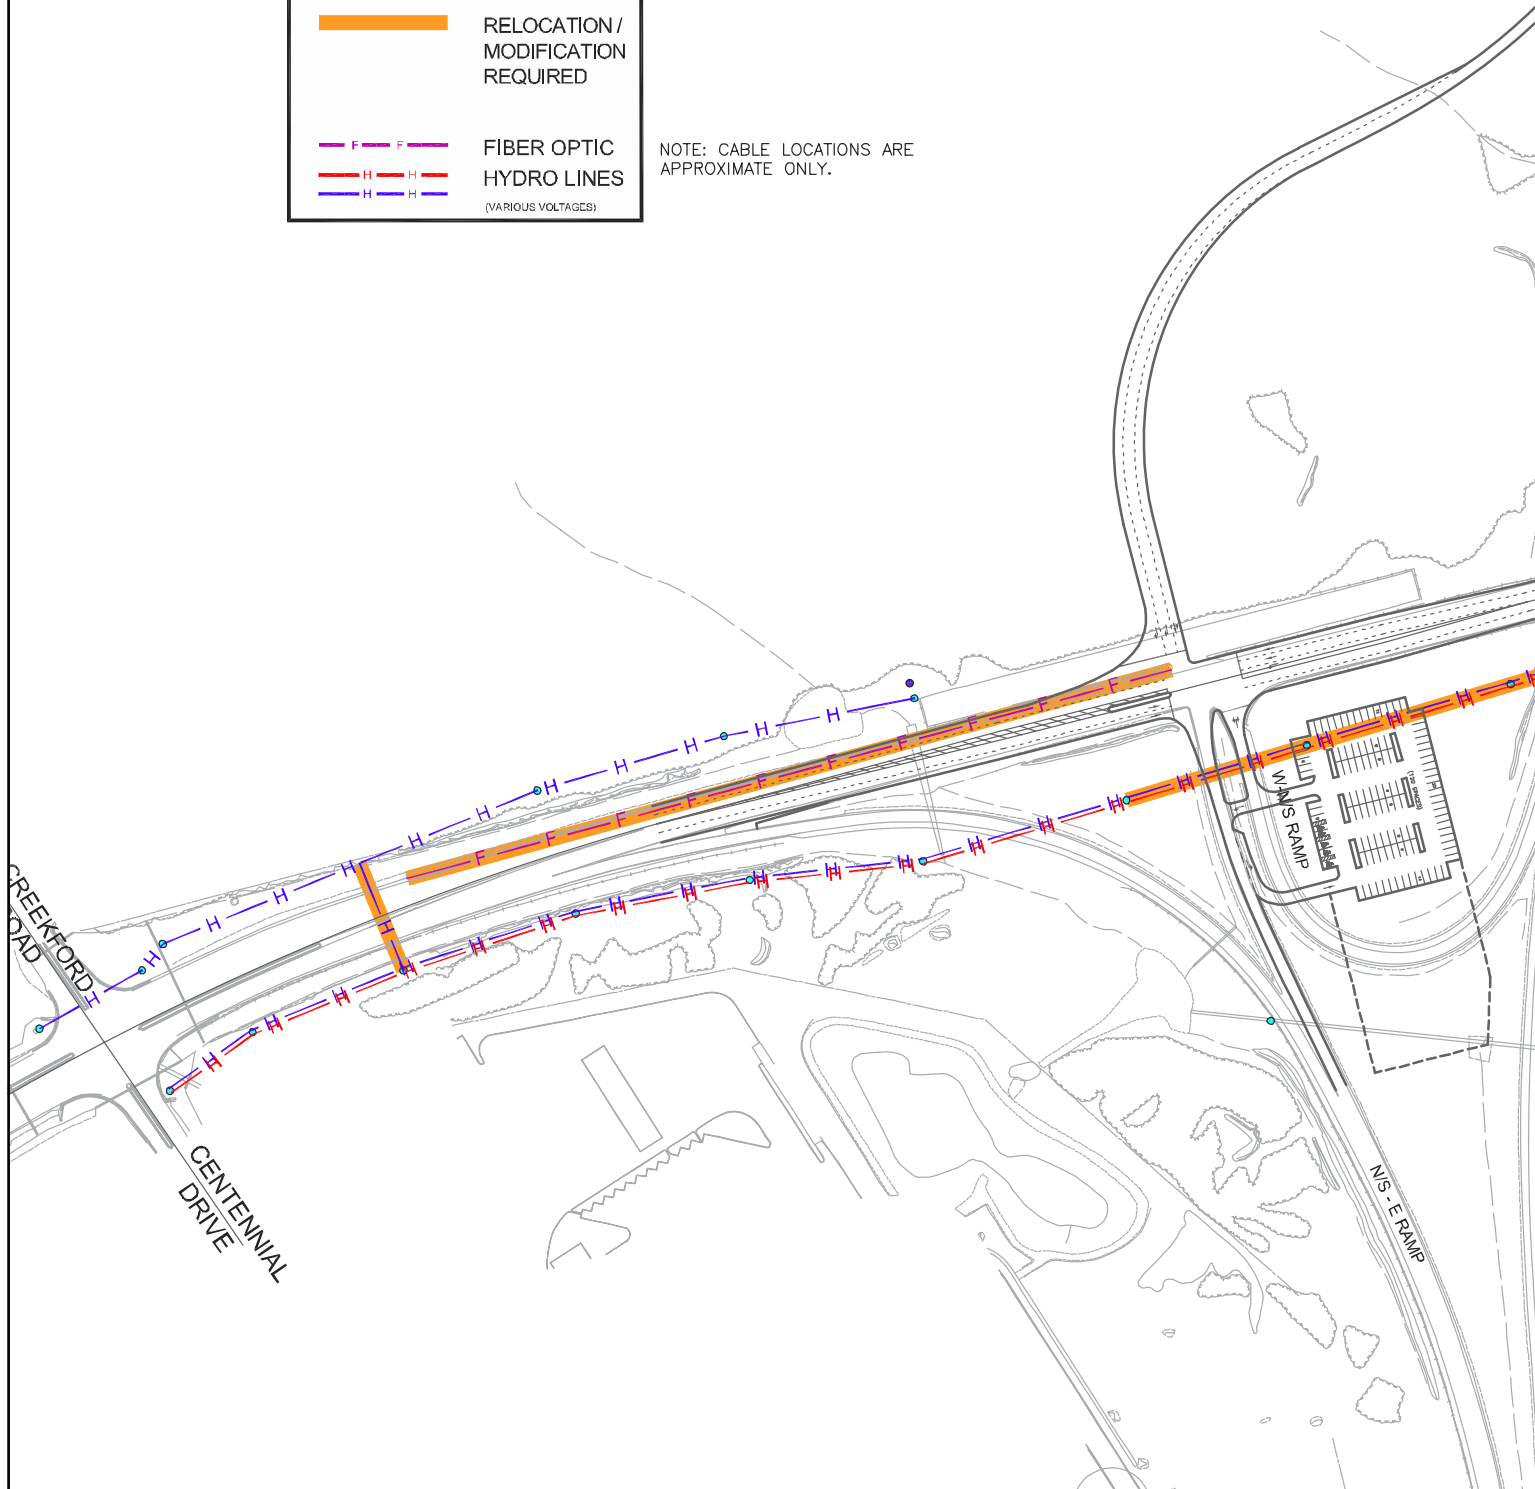 RELOCATION /
MODIFICATION
REQUIRED
F F
FIBER OPTIC
H H
HYDRO LINES
H H
(VARIOUS VOLTAGES)
NOTE: CABLE LOCATIONS ARE
APPROXIMATE ONLY.
CREEKFORD
ROAD
CENTENNIAL
DRIVE
W-N/S RAMP
N/S - E RAMP